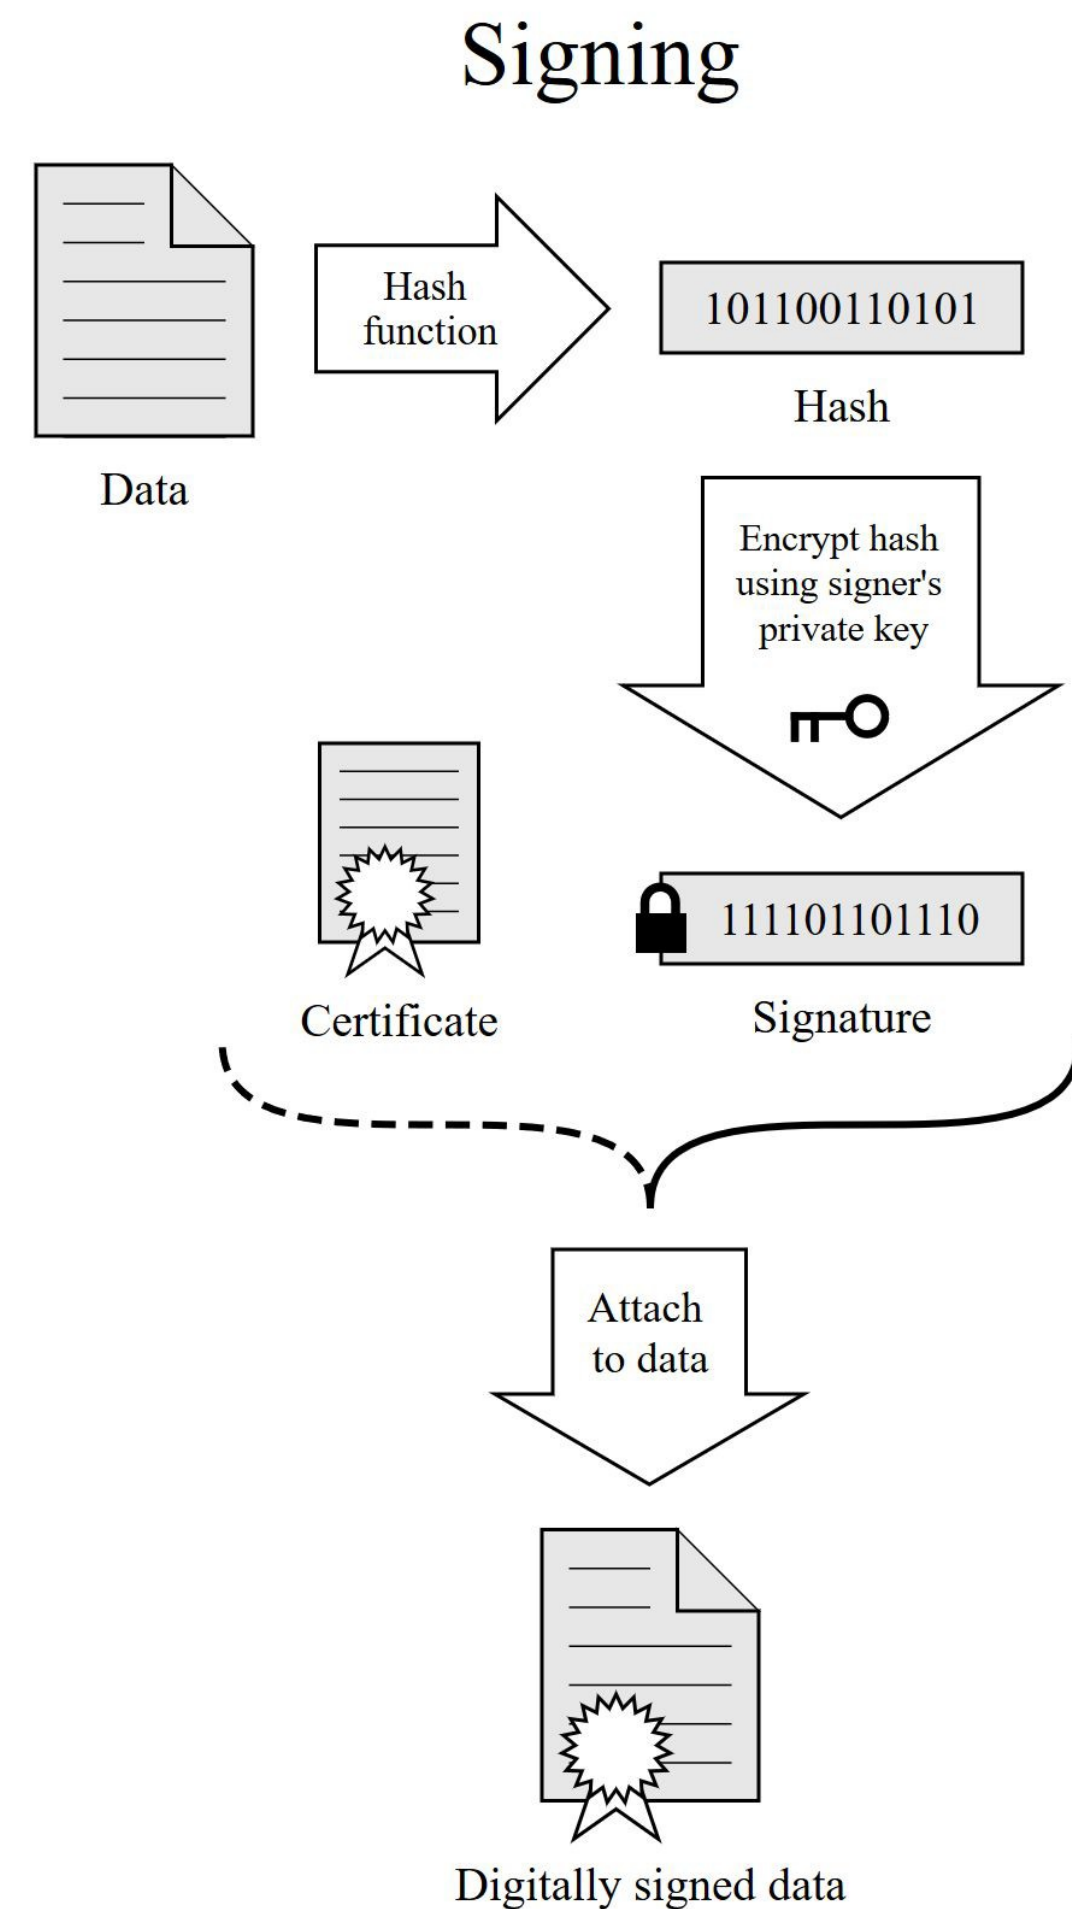 Signing
Hash
function
101100110101
Hash
Data
Encrypt hash
using signer's
private key
111101101110
Certificate
Signature
Attach
to data
Digitally signed data